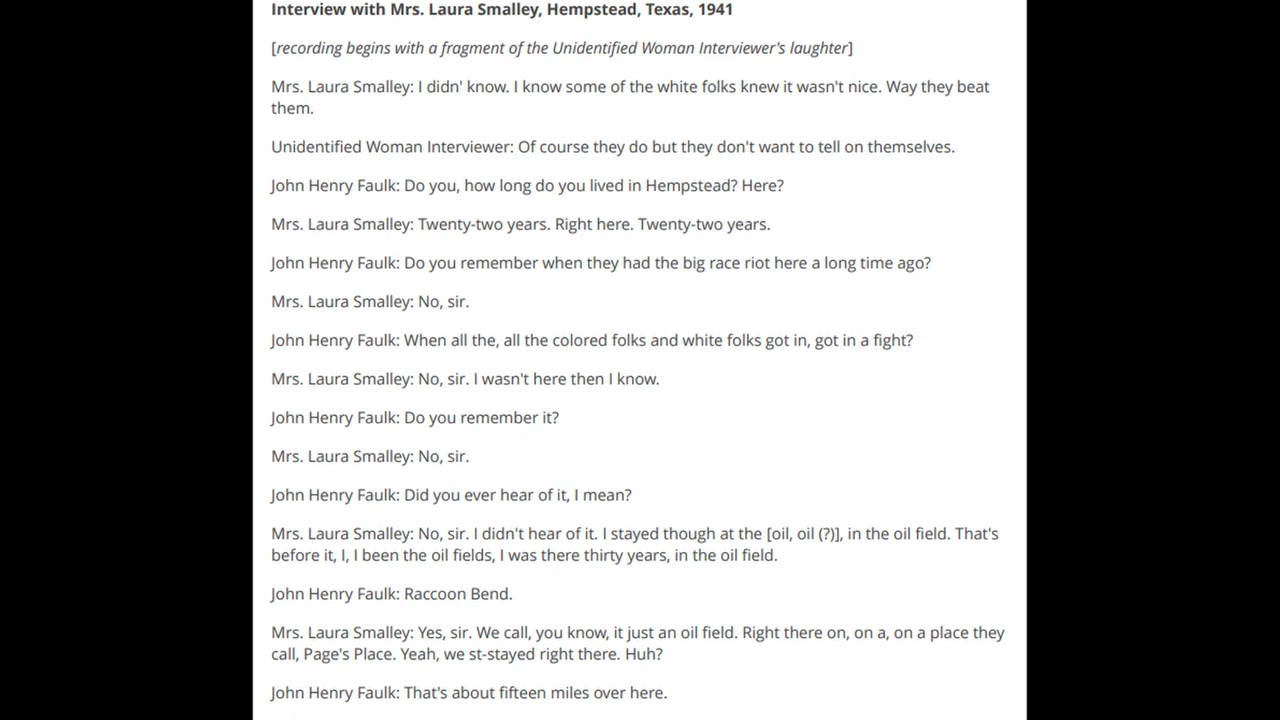 Interview with Mrs. Laura Smalley, Hempstead, Texas, 1941
[recording begins with a fragment of the Unidentified Woman Interviewer's laughter]
Mrs. Laura Smalley: I didn' know. I know some of the white folks knew it wasn't nice. Way they beat
them.
Unidentified Woman Interviewer: Of course they do but they don't want to tell on themselves.
John Henry Faulk: Do you, how long do you lived in Hempstead? Here?
Mrs. Laura Smalley: Twenty-two years. Right here. Twenty-two years.
John Henry Faulk: Do you remember when they had the big race riot here a long time ago?
Mrs. Laura Smalley: No, sir.
John Henry Faulk: When all the, all the colored folks and white folks got in, got in a fight?
Mrs. Laura Smalley: No, sir. I wasn't here then I know.
John Henry Faulk: Do you remember it?
Mrs. Laura Smalley: No, sir.
John Henry Faulk: Did you ever hear of it, I mean?
Mrs. Laura Smalley: No, sir. I didn't hear of it. I stayed though at the [oil, oil (?)], in the oil field. That's
before it, I, I been the oil fields, I was there thirty years, in the oil field.
John Henry Faulk: Raccoon Bend.
Mrs. Laura Smalley: Yes, sir. We call, you know, it just an oil field. Right there on, on a, on a place they
call, Page's Place. Yeah, we st-stayed right there. Huh?
John Henry Faulk: That's about fifteen miles over here.